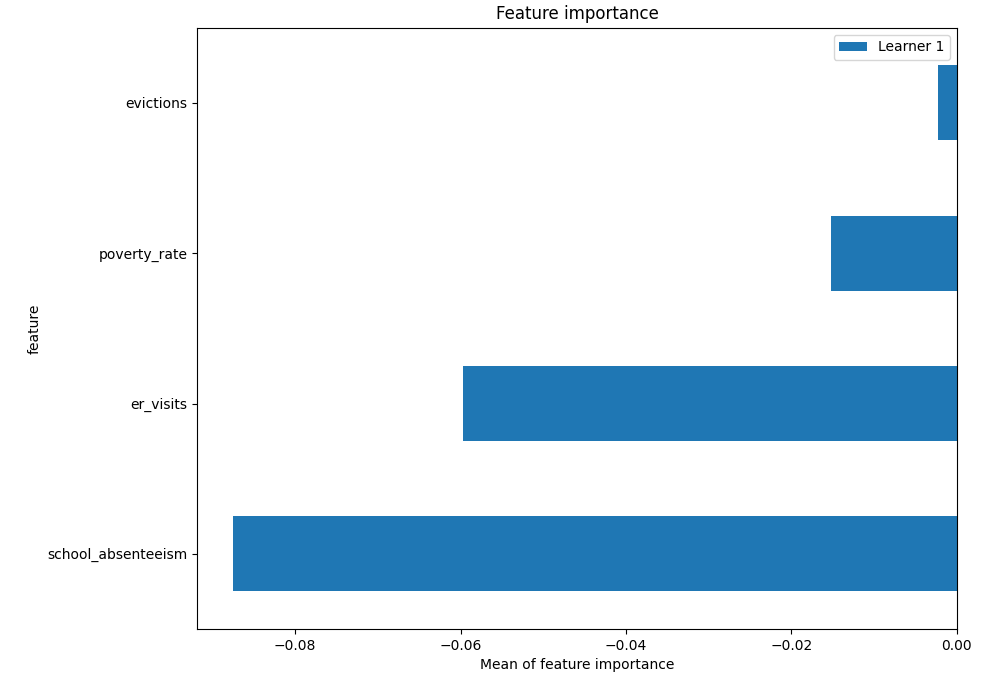 Feature importance
Learner 1
evictions
poverty_rate
er_visits
school_absenteeism
feature
−0.08
−0.06
−0.04
−0.02
0.00
Mean of feature importance